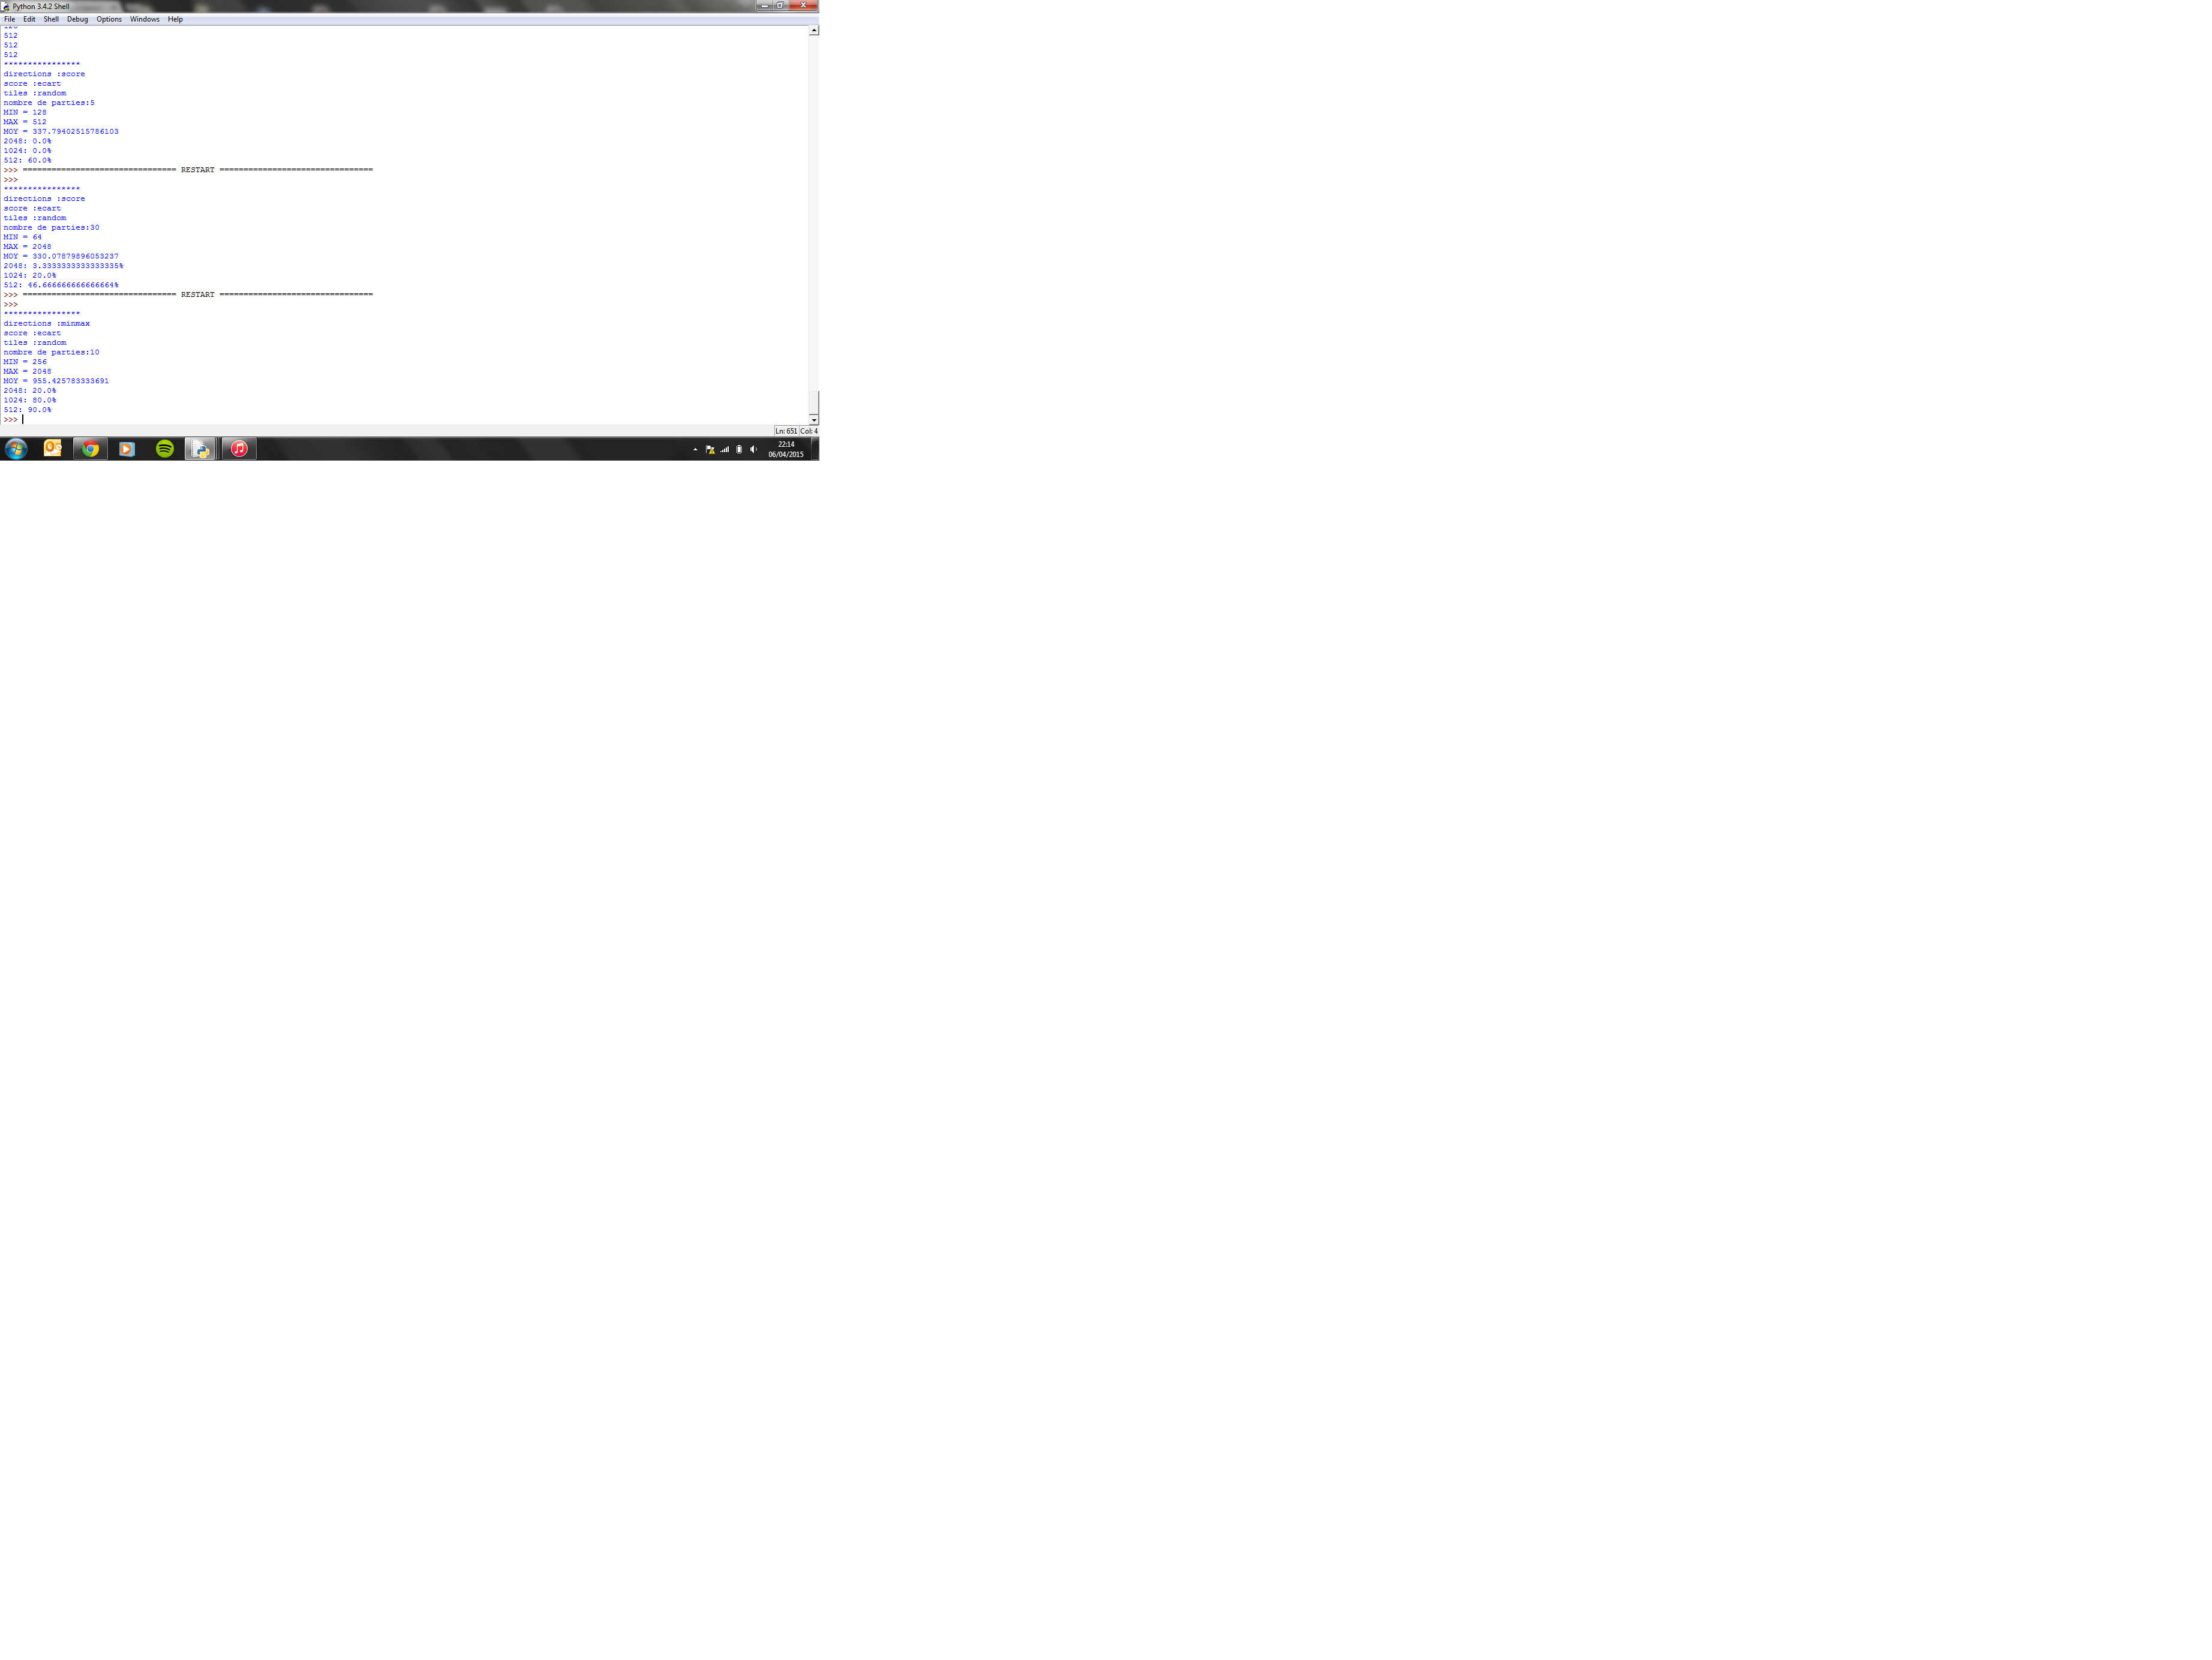 Python 3.4.2 Shell
File Edit Shell Debug Options Windows Help
512
512
512
****************
directions :score
score :ecart
tiles :random
nombre de parties:5
MIN = 128
MAX = 512
MOY = 337.79402515786103
2048: 0.0%
1024: 0.0%
512: 60.0%
>>> ================================ RESTART ================================
>>>
****************
directions :score
score :ecart
tiles :random
nombre de parties:30
MIN = 64
MAX = 2048
MOY = 330.07879896053237
2048: 3.3333333333333335%
1024: 20.0%
512: 46.666666666666664%
>>> ================================ RESTART ================================
>>>
****************
directions :minmax
score :ecart
tiles :random
nombre de parties:10
MIN = 256
MAX = 2048
MOY = 955.425783333691
2048: 20.0%
1024: 80.0%
512: 90.0%
>>>
Ln: 651 Col: 4
22:14
06/04/2015